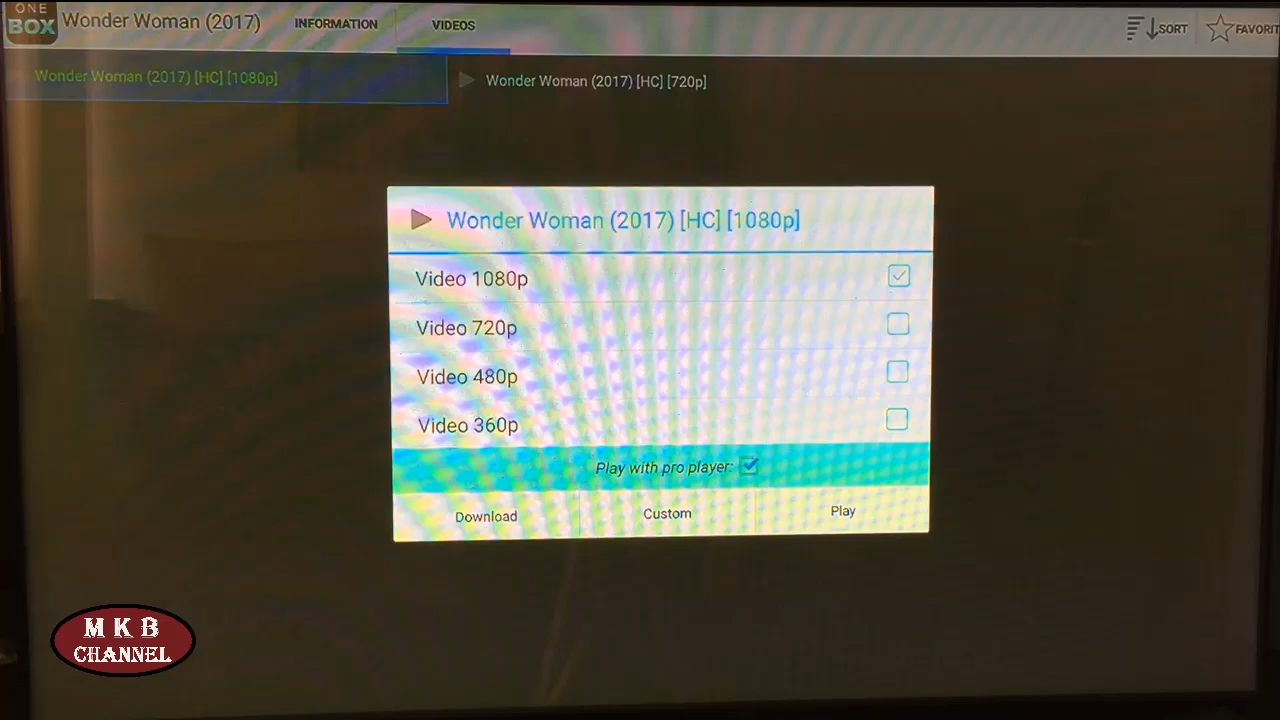 ONE
BOX
Wonder Woman (2017)
INFORMATION
VIDEOS
SORT
FAVORIT
Wonder Woman (2017) [HC] [1080p]
Wonder Woman (2017) [HC] [720p]
Wonder Woman (2017) [HC] [1080p]
Video 1080p
Video 720p
Video 480p
Video 360p
Play with pro player:
Download
Custom
Play
M K B
CHANNEL